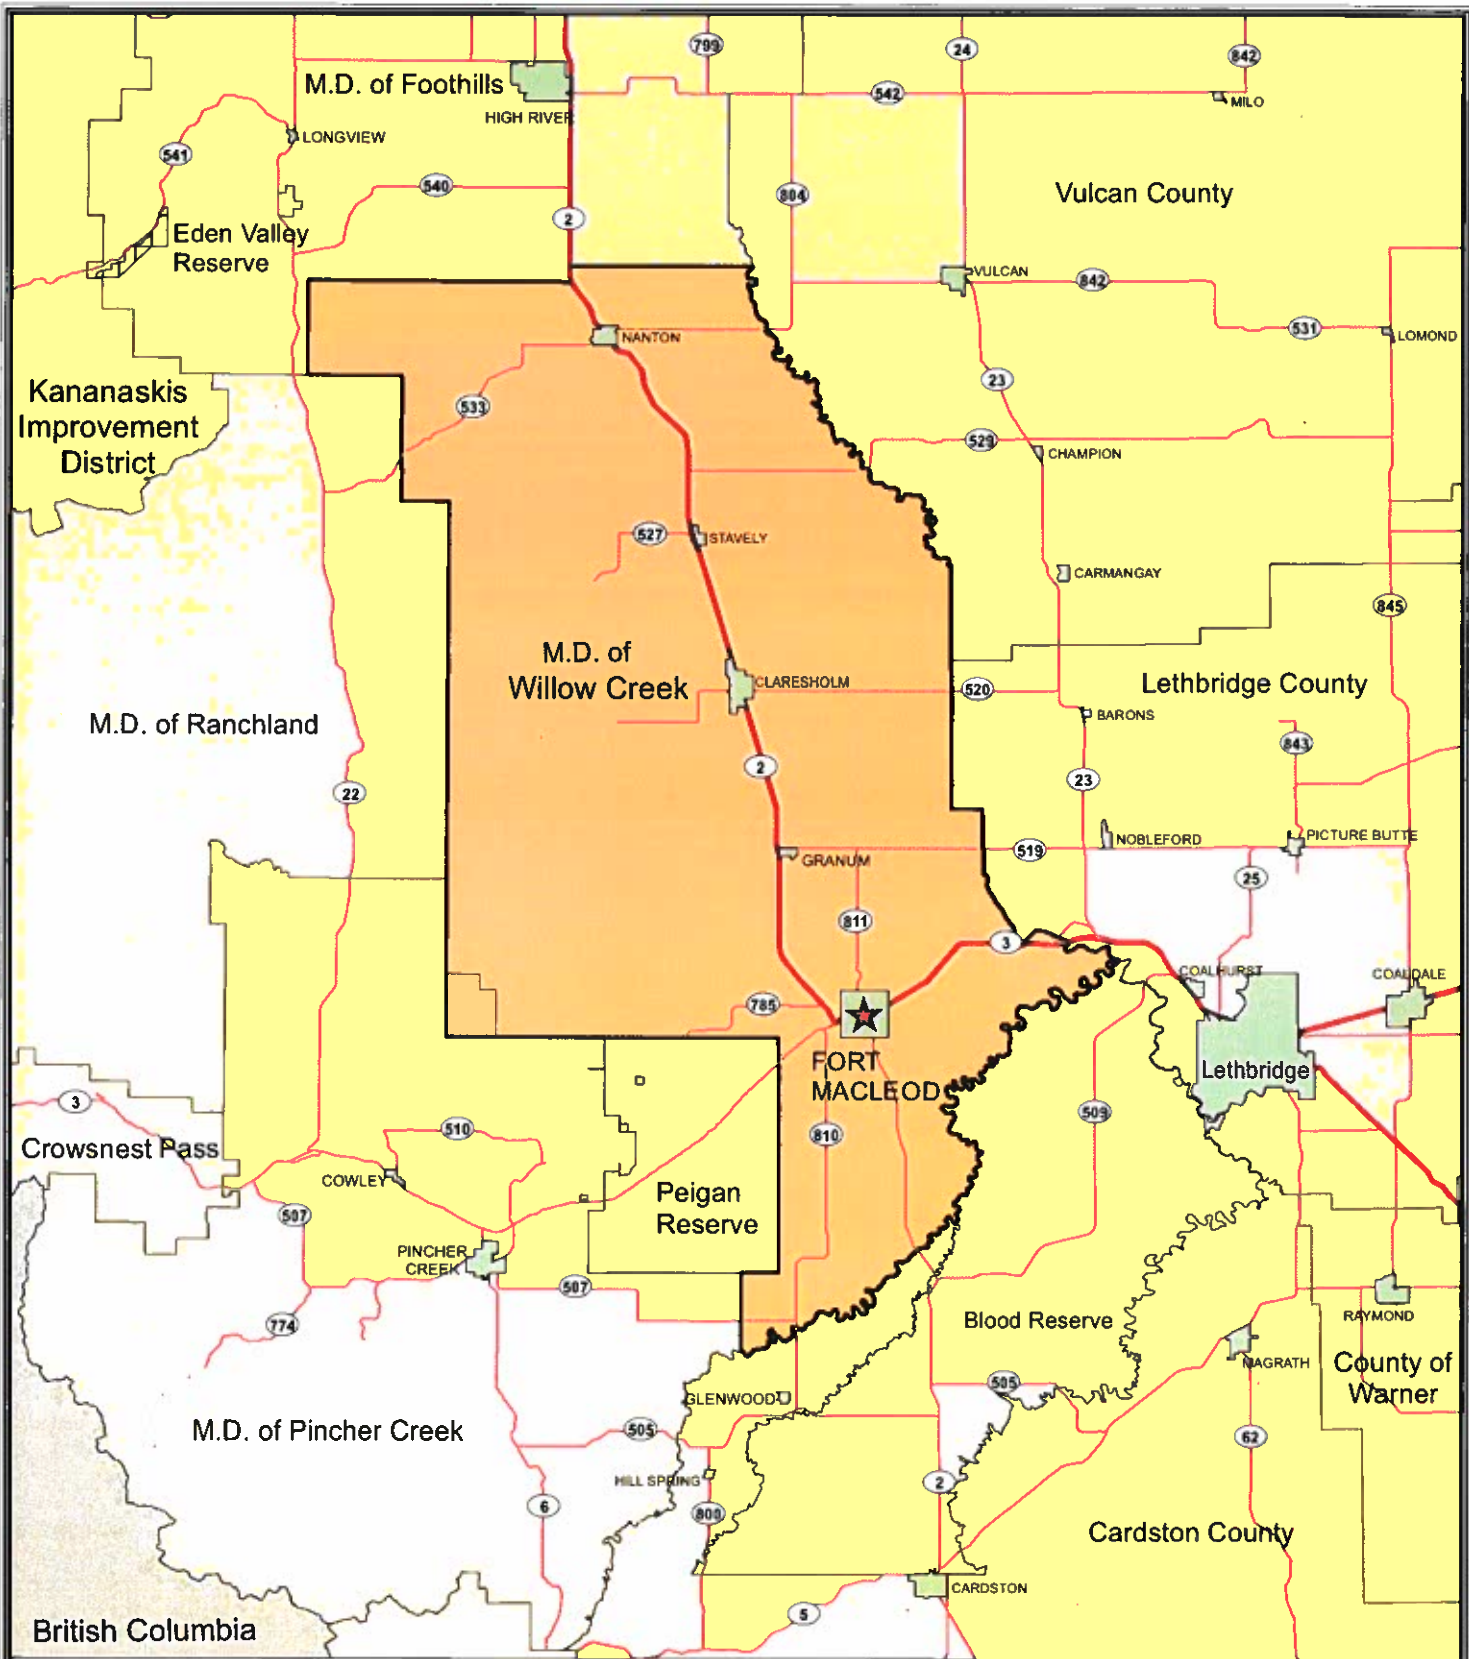 799
24
842
M.D. of Foothills
542
MILO
HIGH RIVER
LONGVIEW
541
540
804
Vulcan County
2
Eden Valley
Reserve
VULCAN
842
531
LOMOND
NANTON
23
Kananaskis
Improvement
District
533
529
CHAMPION
527
STAVELY
CARMANGAY
845
M.D. of
Willow Creek
CLARESHOLM
520
Lethbridge County
M.D. of Ranchland
BARONS
843
2
23
22
NOBLEFORD
PICTURE BUTTE
519
GRANUM
25
811
3
COALHURST
COALDALE
785
FORT
MACLEOD
Lethbridge
3
509
510
810
Crowsnest Pass
COWLEY
Peigan
Reserve
507
PINCHER
CREEK
507
774
Blood Reserve
RAYMOND
MAGRATH
County of
Warner
505
GLENWOOD
M.D. of Pincher Creek
505
62
HILL SPRING
2
6
800
Cardston County
CARDSTON
5
British Columbia